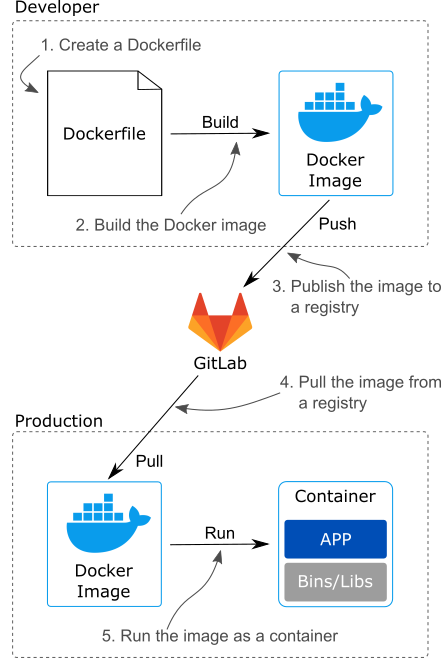 Developer
1. Create a Dockerfile
Dockerfile
Build
Docker
Image
2. Build the Docker image
Push
3. Publish the image to
a registry
GitLab
4. Pull the image from
a registry
Production
Pull
Docker
Image
Run
Container
APP
Bins/Libs
5. Run the image as a container